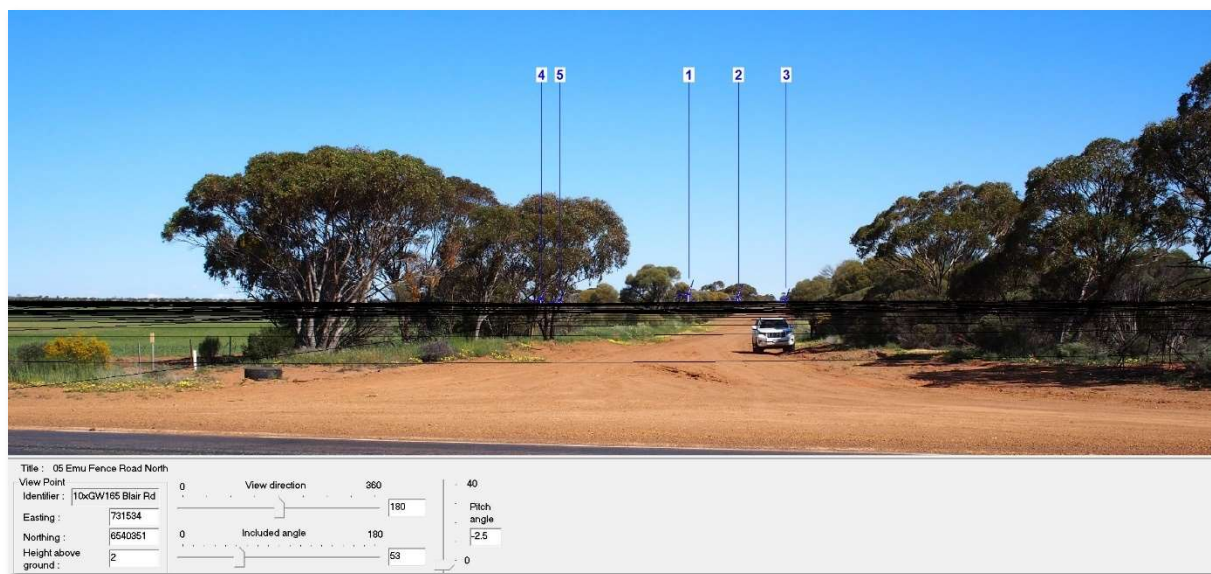 4 5 1 2 3
Title : 05 Emu Fence Road North
View Point
Identifier : 10xGW165 Blair Rd
Easting : 731534
Northing : 6540351
Height above
ground : 2
0 View direction 360
180
0 Included angle 180
53
40
Pitch
angle
-2.5
0